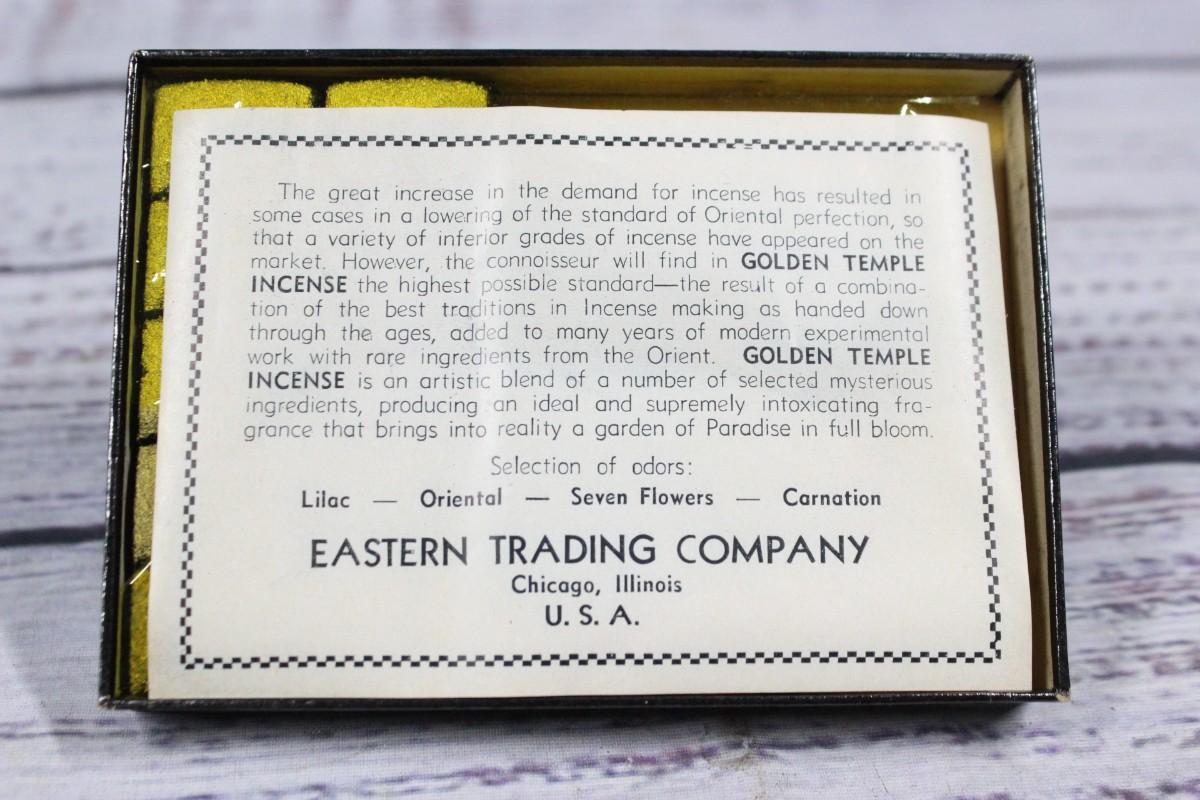 The great increase in the demand for incense has resulted in
some cases in a lowering of the standard of Oriental perfection, so
that a variety of inferior grades of incense have appeared on the
market. However, the connoisseur will find in GOLDEN TEMPLE
INCENSE the highest possible standard—the result of a combina-
tion of the best traditions in Incense making as handed down
through the ages, added to many years of modern experimental
work with rare ingredients from the Orient. GOLDEN TEMPLE
INCENSE is an artistic blend of a number of selected mysterious
ingredients, producing an ideal and supremely intoxicating fra-
grance that brings into reality a garden of Paradise in full bloom.
Selection of odors:
Lilac — Oriental — Seven Flowers — Carnation
EASTERN TRADING COMPANY
Chicago, Illinois
U. S. A.